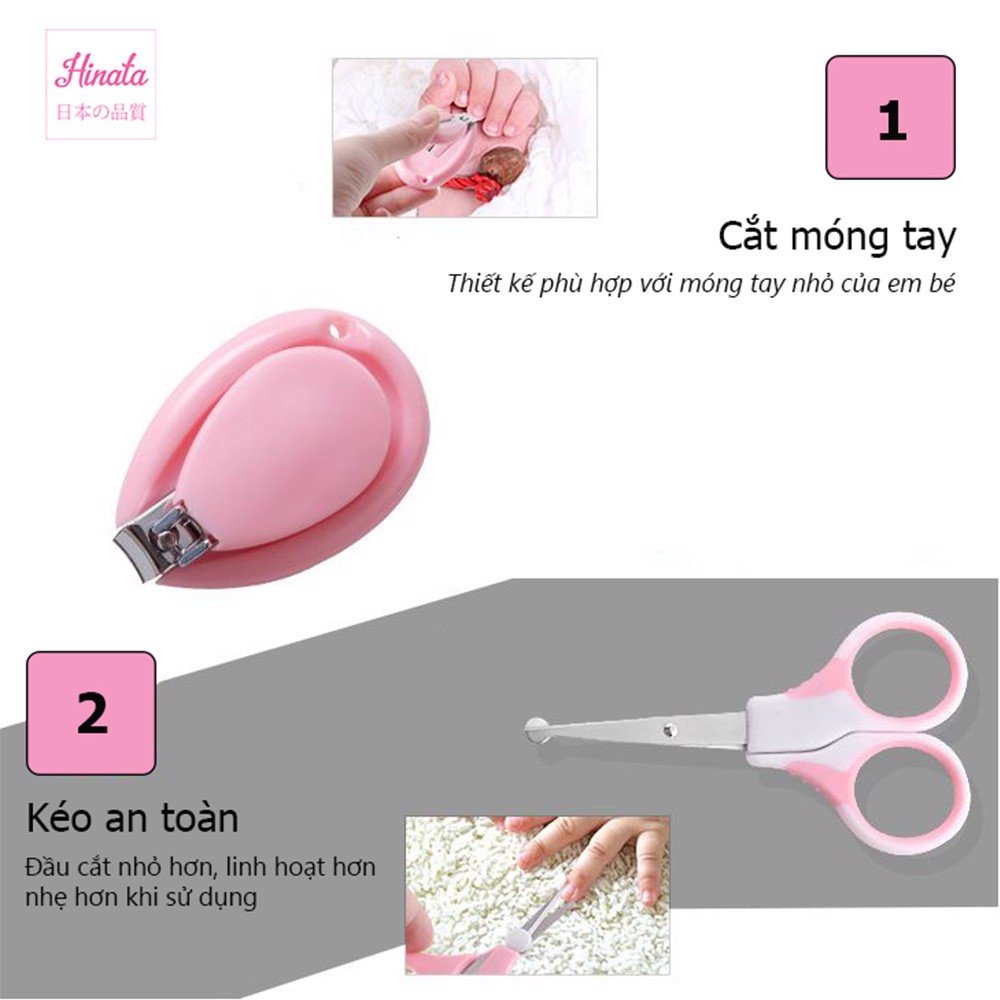 Hinata
日本の品質
1
Cắt móng tay
Thiết kế phù hợp với móng tay nhỏ của em bé
2
Kéo an toàn
Đầu cắt nhỏ hơn, linh hoạt hơn
nhẹ hơn khi sử dụng